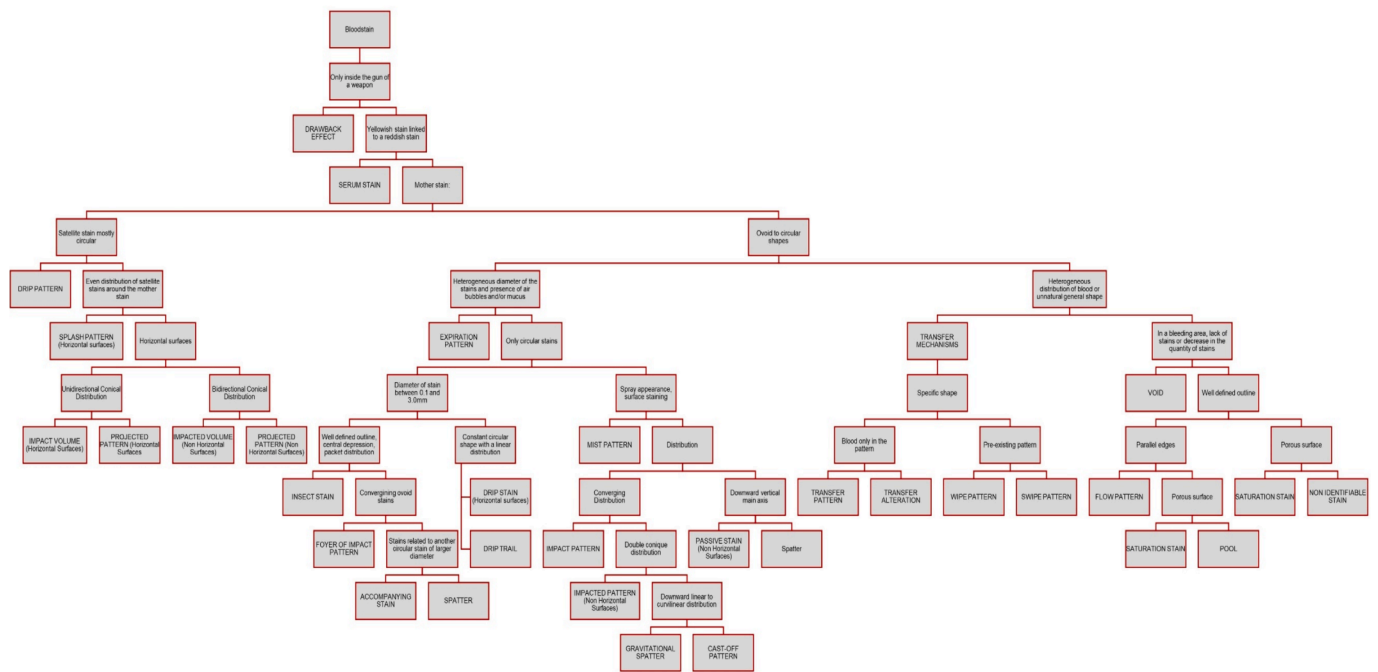 Bloodstain
Only inside the gun of
a weapon
DRAWBACK
EFFECT
Yellowish stain linked
to a reddish stain
SERUM STAIN
Mother stain:
Satellite stain mostly
circular
Ovoid to circular
shapes
DRIP PATTERN
Even distribution of satellite
stains around the mother
stain
Heterogeneous diameter of the
stains and presence of air
bubbles and/or mucus
Heterogeneous
distribution of blood or
unnatural general shape
SPLASH PATTERN
(Horizontal surfaces)
Horizontal surfaces
EXPIRATION
PATTERN
Only circular stains
TRANSFER
MECHANISMS
In a bleeding area, lack of
stains or decrease in the
quantity of stains
Unidirectional Conical
Distribution
Bidirectional Conical
Distribution
Diameter of stain
between 0.1 and
3.0mm
Spray appearance,
surface staining
Specific shape
VOID
Well defined outline
IMPACT VOLUME
(Horizontal Surfaces)
PROJECTED
PATTERN (Horizontal
Surfaces
IMPACTED VOLUME
(Non Horizontal
Surfaces)
PROJECTED
PATTERN (Non
Horizontal Surfaces)
Well defined outline,
central depression,
packet distribution
Constant circular
shape with a linear
distribution
MIST PATTERN
Distribution
Blood only in the
pattern
Pre-existing pattern
Parallel edges
Porous surface
INSECT STAIN
Convergining ovoid
stains
DRIP STAIN
(Horizontal surfaces)
Converging
Distribution
Downward vertical
main axis
TRANSFER
PATTERN
TRANSFER
ALTERATION
WIPE PATTERN
SWIPE PATTERN
FLOW PATTERN
Porous surface
SATURATION STAIN
NON IDENTIFIABLE
STAIN
FOYER OF IMPACT
PATTERN
Stains related to another
circular stain of larger
diameter
DRIP TRAIL
IMPACT PATTERN
Double conique
distribution
PASSIVE STAIN
(Non Horizontal
Surfaces)
Spatter
SATURATION STAIN
POOL
ACCOMPANYING
STAIN
SPATTER
IMPACTED PATTERN
(Non Horizontal
Surfaces)
Downward linear to
curvilinear distribution
GRAVITATIONAL
SPATTER
CAST-OFF
PATTERN